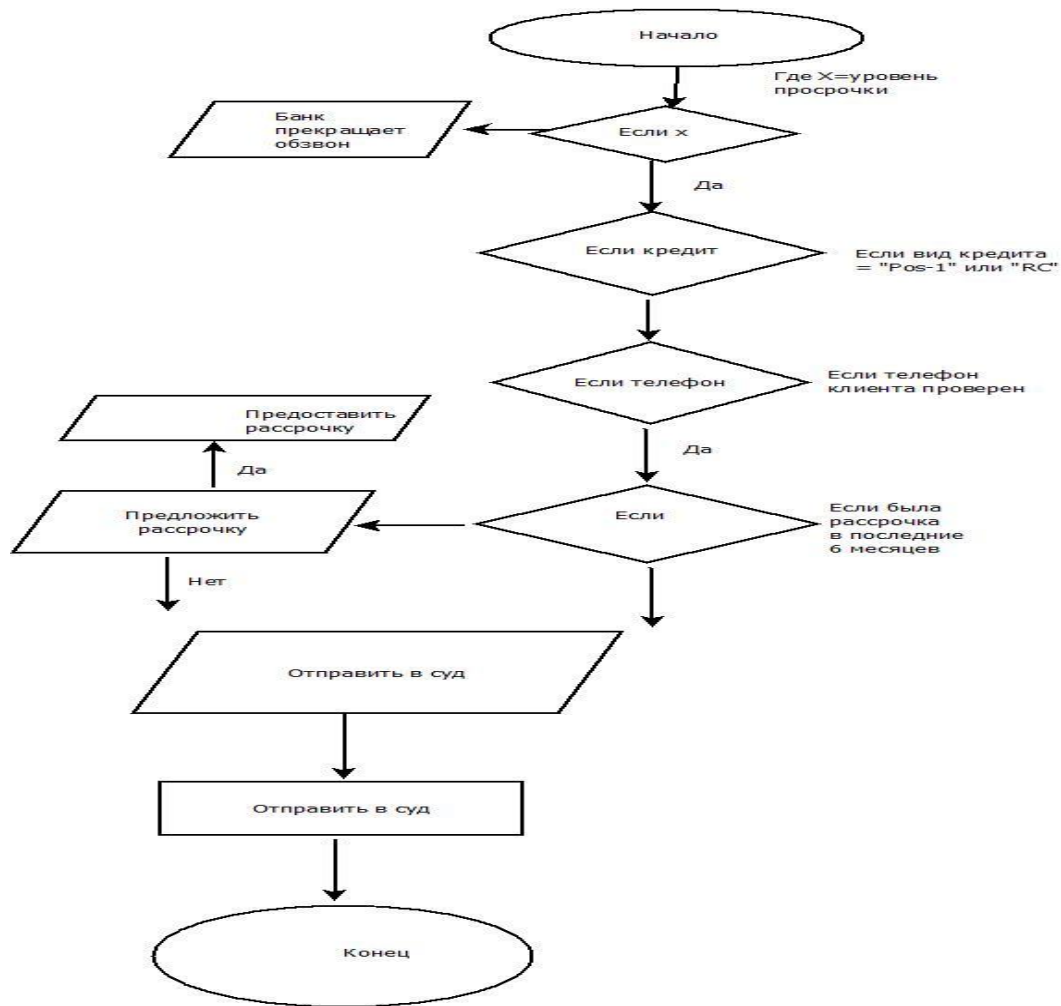 Начало
Где X=уровень
просрочки
Банк
прекращает
обзвон
Если х
Да
Если кредит
Если вид кредита
= "Pos-1" или "RC"
Если телефон
Если телефон
клиента проверен
Предоставить
рассрочку
Да
Да
Предложить
рассрочку
Если
Если была
рассрочка
в последние
6 месяцев
Нет
Отправить в суд
Отправить в суд
Конец